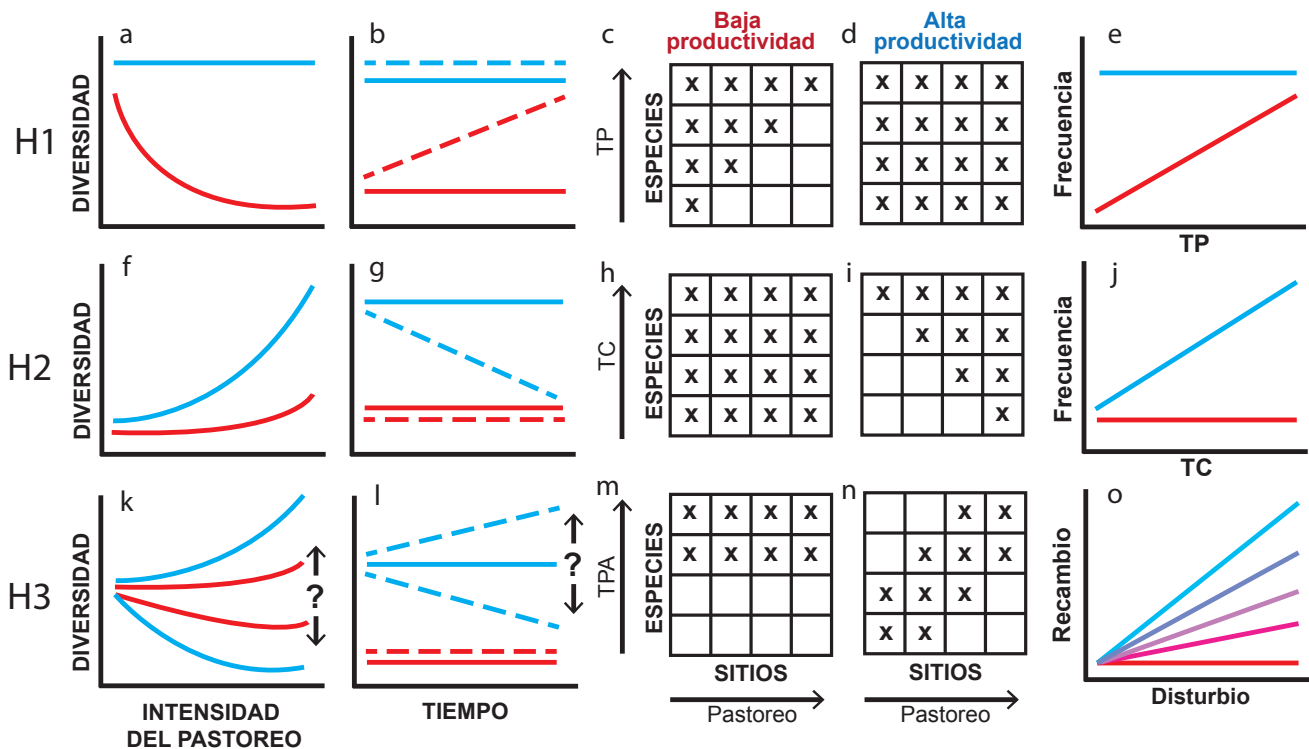 Baja
productividad
Alta
productividad
H1
a
DIVERSIDAD
b
c
TP
ESPECIES
x x x x
x x x
x x
x
d
x x x x
x x x x
x x x x
x x x x
e
Frecuencia
TP
H2
f
DIVERSIDAD
g
h
TC
ESPECIES
x x x x
x x x x
x x x x
x x x x
i
x x x x
x x x
x x
x
j
Frecuencia
TC
H3
k
DIVERSIDAD
?
INTENSIDAD
DEL PASTOREO
l
?
TIEMPO
m
TPA
ESPECIES
x x x x
x x x x
SITIOS
Pastoreo
n
x x
x x x
x x x
x x
SITIOS
Pastoreo
o
Recambio
Disturbio